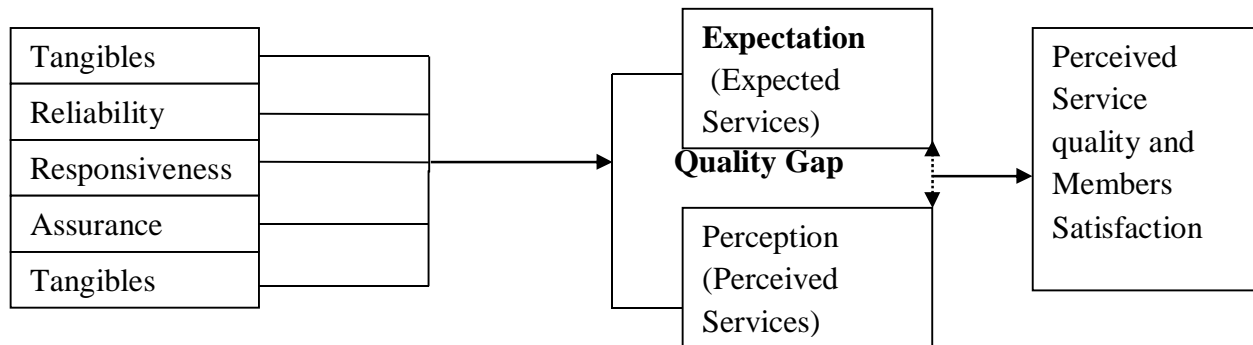 Tangibles
Reliability
Responsiveness
Assurance
Tangibles
Expectation
(Expected
Services)
Quality Gap
Perception
(Perceived
Services)
Perceived
Service
quality and
Members
Satisfaction